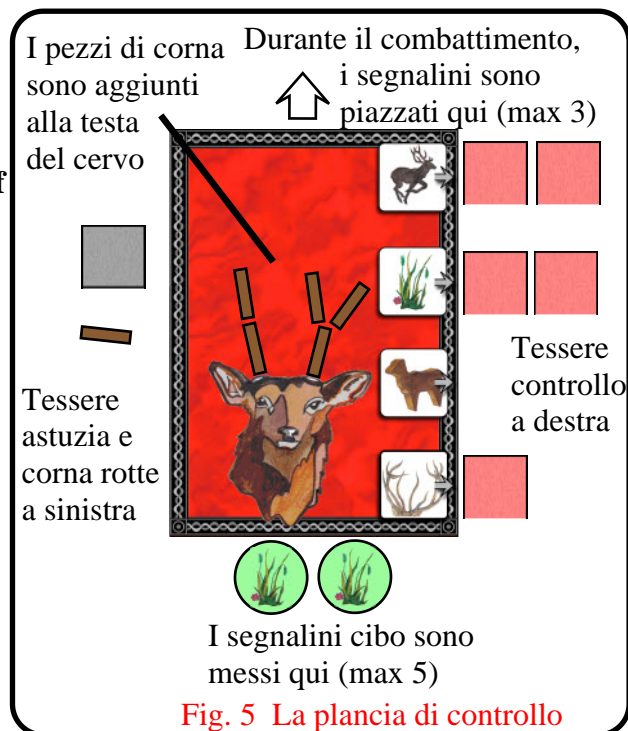 I pezzi di corna
sono aggiunti
alla testa
del cervo
Durante il combattimento,
i segnalini sono
piazzati qui (max 3)
f
Tessere
astuzia e
corna rotte
a sinistra
Tessere
controllo
a destra
I segnalini cibo sono
messi qui (max 5)
Fig. 5 La plancia di controllo